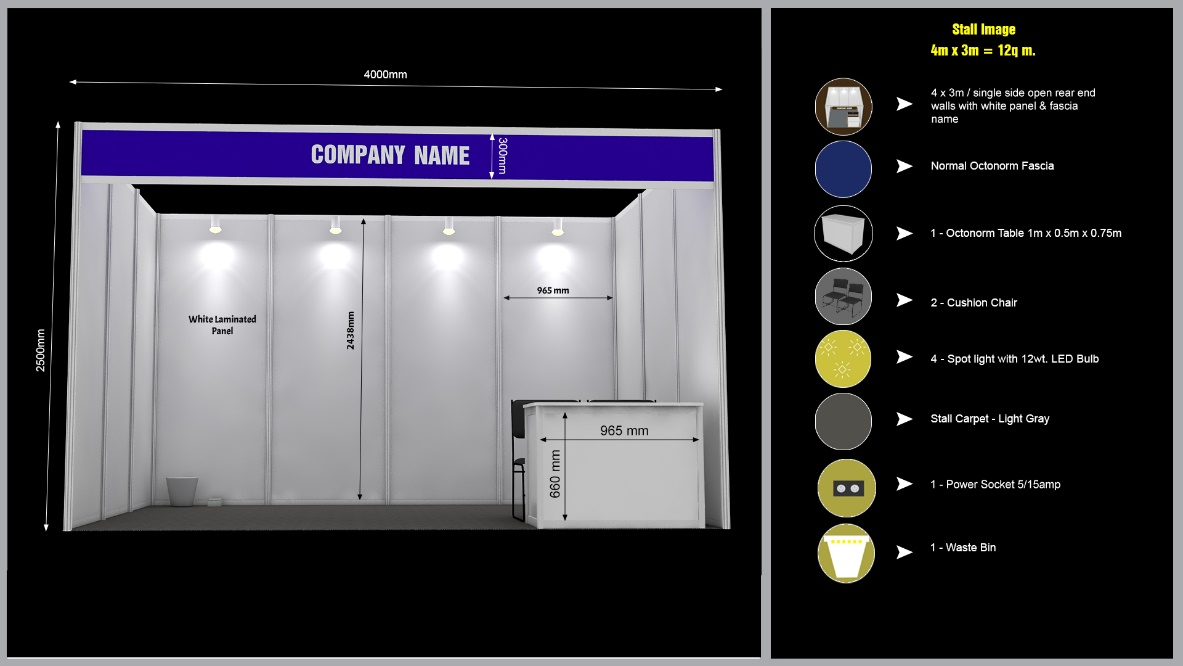 4000mm
COMPANY NAME
300mm
2500mm
965 mm
White Laminated
Panel
2438mm
965 mm
660 mm
Stall Image
4m x 3m = 12q m.
4 x 3m / single side open rear end
walls with white panel & fascia
name
Normal Octonorm Fascia
1 - Octonorm Table 1m x 0.5m x 0.75m
2 - Cushion Chair
4 - Spot light with 12wt. LED Bulb
Stall Carpet - Light Gray
1 - Power Socket 5/15amp
1 - Waste Bin